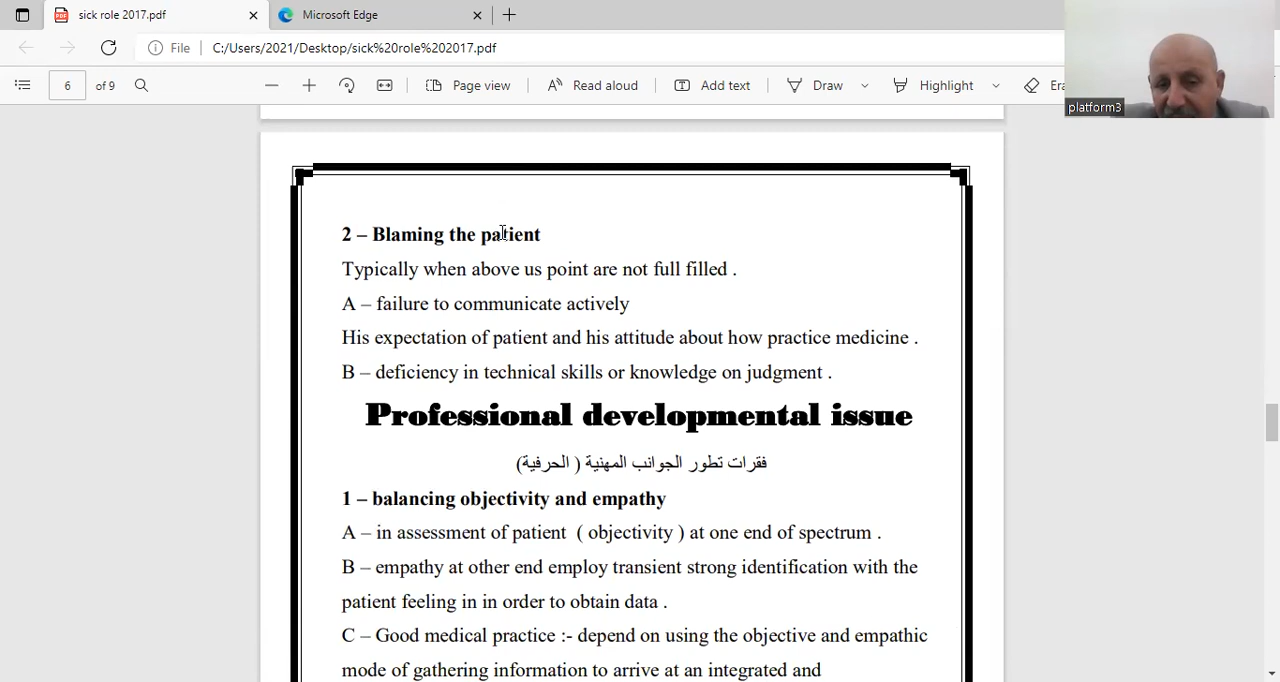 sick role 2017.pdf
Microsoft Edge
File
C:/Users/2021/Desktop/sick%20role%202017.pdf
6 of 9
Page view
Read aloud
Add text
Draw
Highlight
platform3
2 – Blaming the patient
Typically when above us point are not full filled .
A – failure to communicate actively
His expectation of patient and his attitude about how practice medicine .
B – deficiency in technical skills or knowledge on judgment .
Professional developmental issue
فقرات تطور الجوانب المهنية ( الحرفية)
1 – balancing objectivity and empathy
A – in assessment of patient ( objectivity ) at one end of spectrum .
B – empathy at other end employ transient strong identification with the
patient feeling in in order to obtain data .
C – Good medical practice :- depend on using the objective and empathic
mode of gathering information to arrive at an integrated and